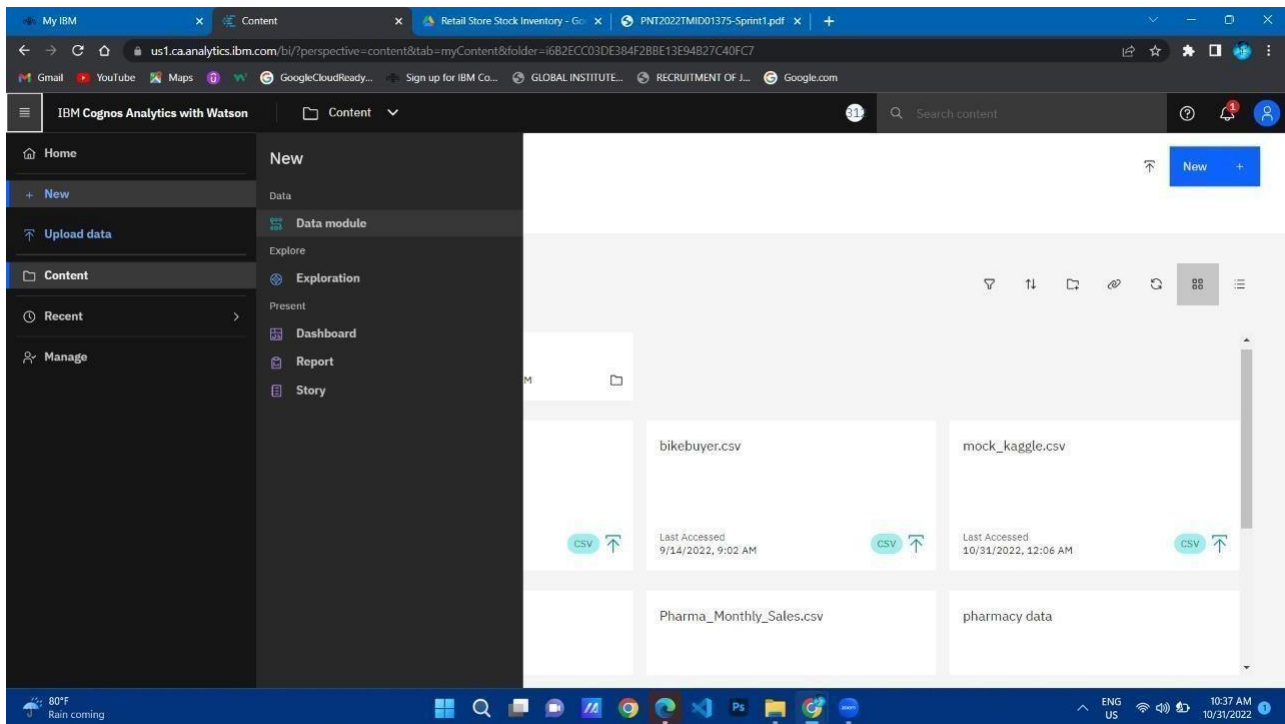 My IBM
Content
Retail Store Stock Inventory - Go
PNT2022TMID01375-Sprint1.pdf
us1.ca.analytics.ibm.com/bi/?perspective=content&tab=myContent&folder=i6B2ECC03DE384F2BBE13E94B27C40FC7
Gmail YouTube Maps GoogleCloudReady... Sign up for IBM Co... GLOBAL INSTITUTE... RECRUITMENT OF J... Google.com
IBM Cognos Analytics with Watson
Content
Search content
1
Home
New
Upload data
Content
Recent
Manage
New
Data
Data module
Explore
Exploration
Present
Dashboard
Report
Story
New +
M
bikebuyer.csv
mock_kaggle.csv
CSV
Last Accessed
9/14/2022, 9:02 AM
CSV
Last Accessed
10/31/2022, 12:06 AM
CSV
Pharma_Monthly_Sales.csv
pharmacy data
80°F
Rain coming
Ps
zoom
ENG
US
10:37 AM
10/31/2022
1